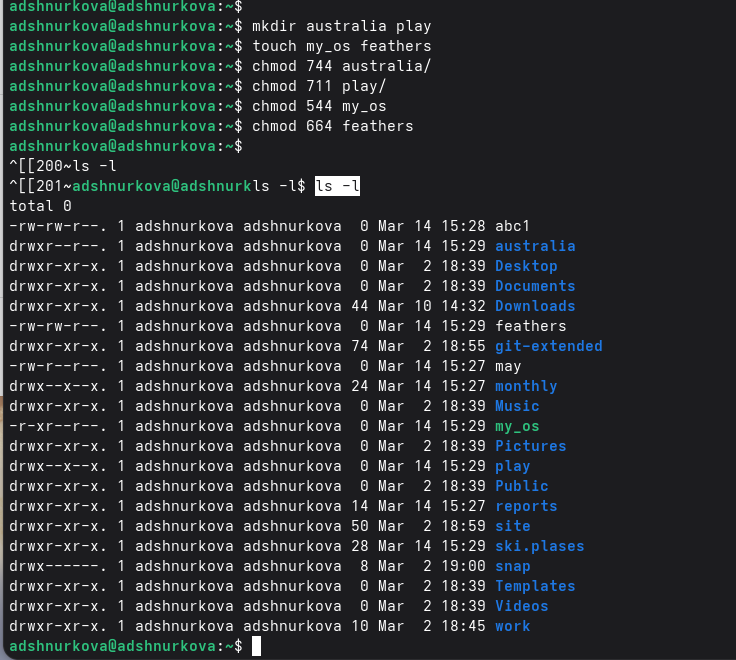 adshnurkova@adshnurkova:~$
adshnurkova@adshnurkova:~$ mkdir australia play
adshnurkova@adshnurkova:~$ touch my_os feathers
adshnurkova@adshnurkova:~$ chmod 744 australia/
adshnurkova@adshnurkova:~$ chmod 711 play/
adshnurkova@adshnurkova:~$ chmod 544 my_os
adshnurkova@adshnurkova:~$ chmod 664 feathers
adshnurkova@adshnurkova:~$
^[[200~ls -l
^[[201~adshnurkova@adshnurkls -l$ ls -l
total 0
-rw-rw-r--. 1 adshnurkova adshnurkova  0 Mar 14 15:28 abc1
drwxr--r--. 1 adshnurkova adshnurkova  0 Mar 14 15:29 australia
drwxr-xr-x. 1 adshnurkova adshnurkova  0 Mar  2 18:39 Desktop
drwxr-xr-x. 1 adshnurkova adshnurkova  0 Mar  2 18:39 Documents
drwxr-xr-x. 1 adshnurkova adshnurkova 44 Mar 10 14:32 Downloads
-rw-rw-r--. 1 adshnurkova adshnurkova  0 Mar 14 15:29 feathers
drwxr-xr-x. 1 adshnurkova adshnurkova 74 Mar  2 18:55 git-extended
-rw-r--r--. 1 adshnurkova adshnurkova  0 Mar 14 15:27 may
drwx--x--x. 1 adshnurkova adshnurkova 24 Mar 14 15:27 monthly
drwxr-xr-x. 1 adshnurkova adshnurkova  0 Mar  2 18:39 Music
-r-xr--r--. 1 adshnurkova adshnurkova  0 Mar 14 15:29 my_os
drwxr-xr-x. 1 adshnurkova adshnurkova  0 Mar  2 18:39 Pictures
drwx--x--x. 1 adshnurkova adshnurkova  0 Mar 14 15:29 play
drwxr-xr-x. 1 adshnurkova adshnurkova  0 Mar  2 18:39 Public
drwxr-xr-x. 1 adshnurkova adshnurkova 14 Mar 14 15:27 reports
drwxr-xr-x. 1 adshnurkova adshnurkova 50 Mar  2 18:59 site
drwxr-xr-x. 1 adshnurkova adshnurkova 28 Mar 14 15:29 ski.plases
drwx------. 1 adshnurkova adshnurkova  8 Mar  2 19:00 snap
drwxr-xr-x. 1 adshnurkova adshnurkova  0 Mar  2 18:39 Templates
drwxr-xr-x. 1 adshnurkova adshnurkova  0 Mar  2 18:39 Videos
drwxr-xr-x. 1 adshnurkova adshnurkova 10 Mar  2 18:45 work
adshnurkova@adshnurkova:~$